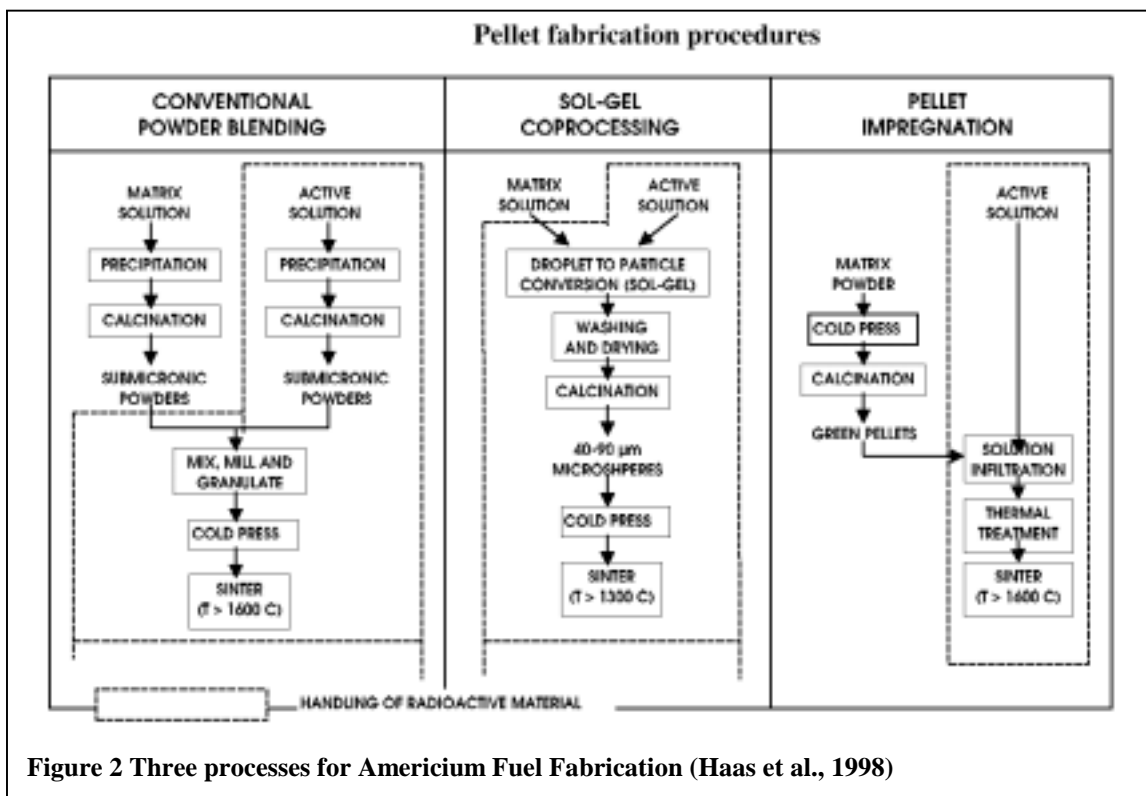 Pellet fabrication procedures
CONVENTIONAL
POWDER BLENDING
MATRIX
SOLUTION
PRECIPITATION
CALCINATION
SUBMICRONIC
POWDERS
ACTIVE
SOLUTION
PRECIPITATION
CALCINATION
SUBMICRONIC
POWDERS
MIX, MILL AND
GRANULATE
COLD PRESS
SINTER
(T > 1600 C)
SOL-GEL
COPROCESSING
MATRIX
SOLUTION
ACTIVE
SOLUTION
DROPLET TO PARTICLE
CONVERSION (SOL-GEL)
WASHING
AND DRYING
CALCINATION
40-90 µm
MICROSHPERES
COLD PRESS
SINTER
(T > 1300 C)
PELLET
IMPREGNATION
MATRIX
POWDER
COLD PRESS
CALCINATION
GREEN PELLETS
ACTIVE
SOLUTION
SOLUTION
INFILTRATION
THERMAL
TREATMENT
SINTER
(T > 1600 C)
HANDLING OF RADIOACTIVE MATERIAL
Figure 2 Three processes for Americium Fuel Fabrication (Haas et al., 1998)